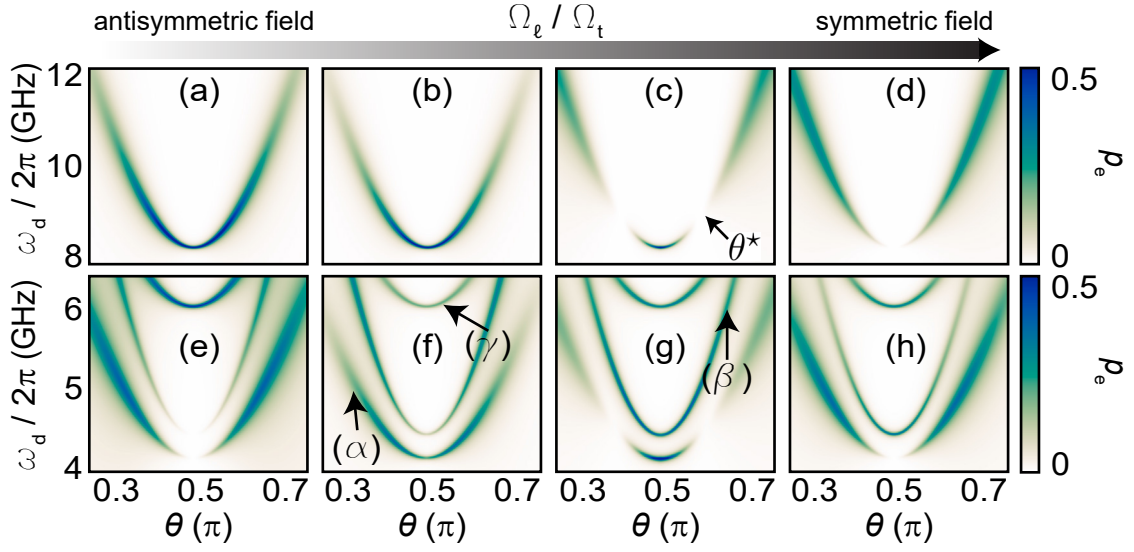 antisymmetric field Ω_ℓ / Ω_t symmetric field
12 (a) (b) (c) (d) 0.5
10
8 θ* 0
ω_d / 2π (GHz) p_e
6 (γ) 0.5
(e) (f) (g) (h)
5 (β)
4 (α) 0
ω_d / 2π (GHz) p_e
0.3 0.5 0.7 0.3 0.5 0.7 0.3 0.5 0.7 0.3 0.5 0.7
θ (π) θ (π) θ (π) θ (π)